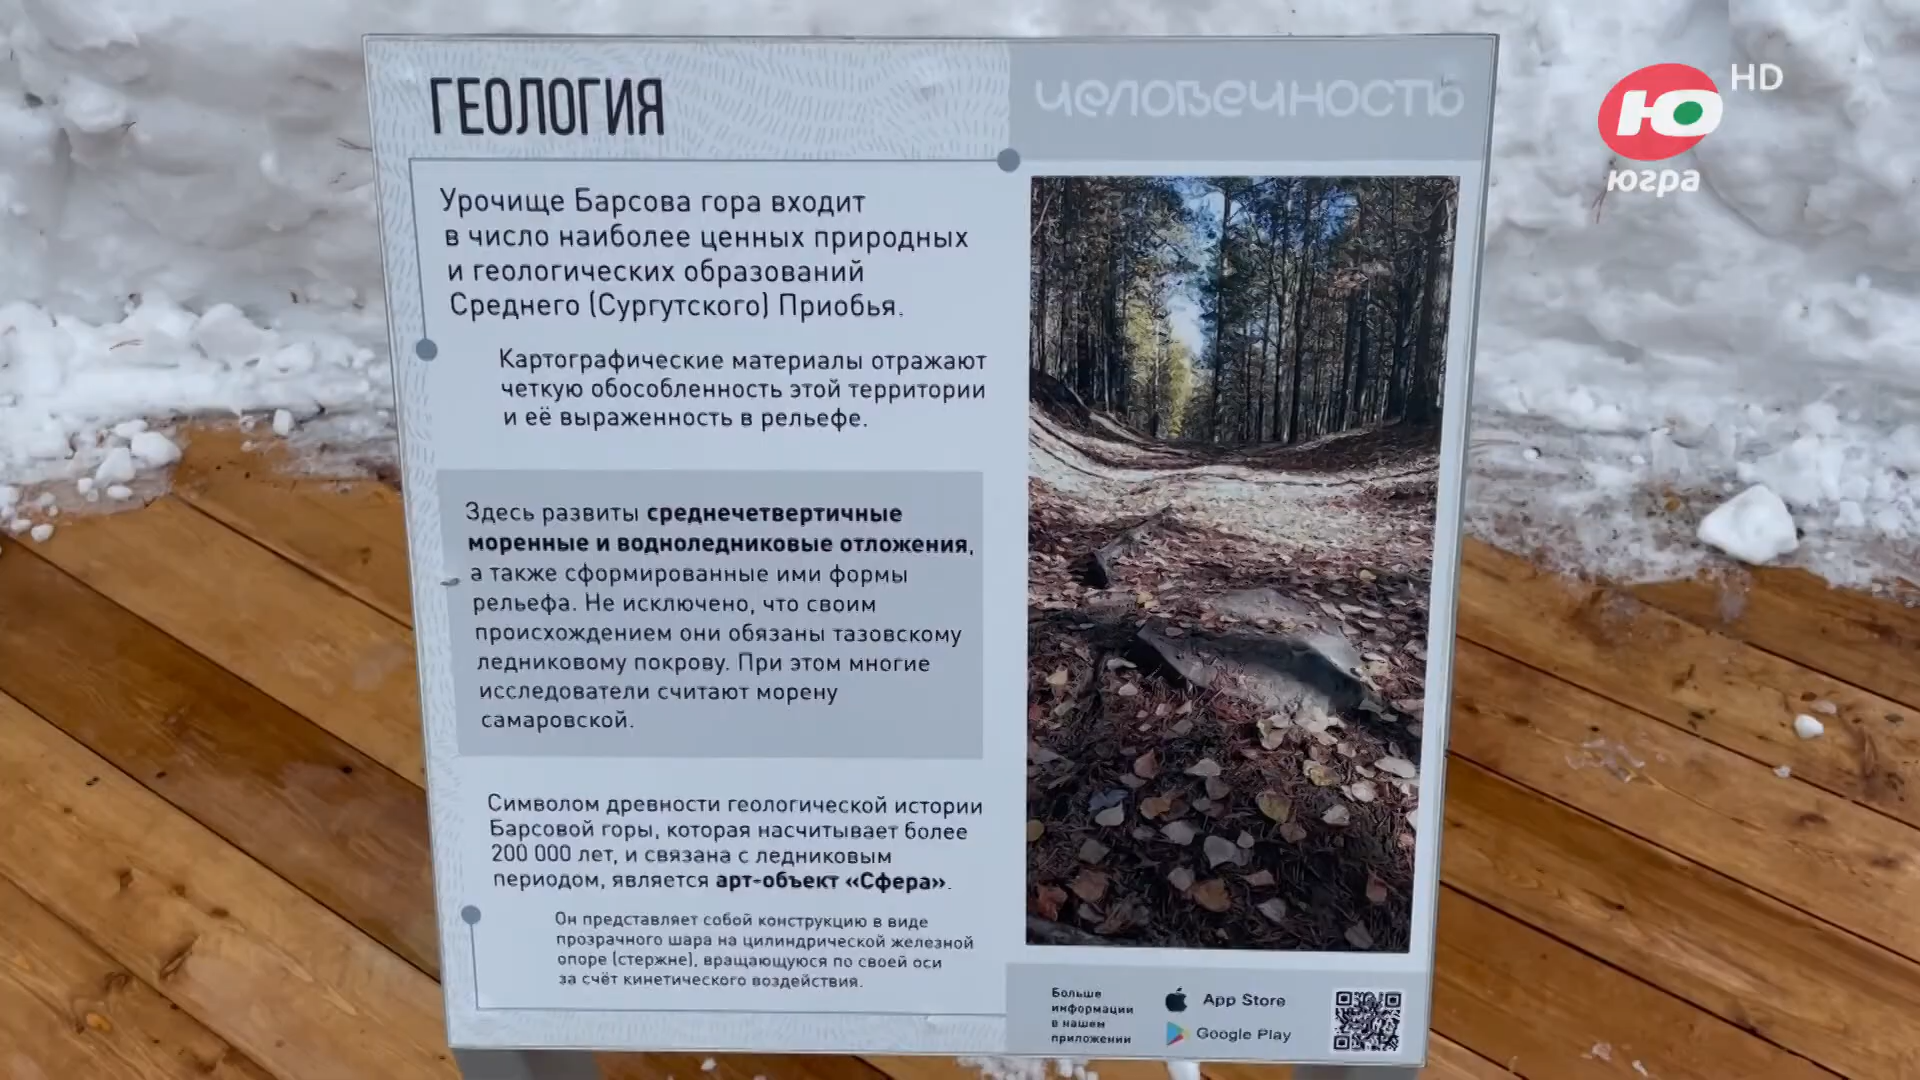 ГЕОЛОГИЯ
человечность
Урочище Барсова гора входит
в число наиболее ценных природных
и геологических образований
Среднего (Сургутского) Приобья.
Картографические материалы отражают
четкую обособленность этой территории
и её выраженность в рельефе.
Здесь развиты среднечетвертичные
моренные и водноледниковые отложения,
а также сформированные ими формы
рельефа. Не исключено, что своим
происхождением они обязаны тазовскому
ледниковому покрову. При этом многие
исследователи считают морену
самаровской.
Символом древности геологической истории
Барсовой горы, которая насчитывает более
200 000 лет, и связана с ледниковым
периодом, является арт-объект «Сфера».
Он представляет собой конструкцию в виде
прозрачного шара на цилиндрической железной
опоре (стержне), вращающуюся по своей оси
за счёт кинетического воздействия.
Больше
информации
в нашем
приложении
App Store
Google Play
Ю HD
югра